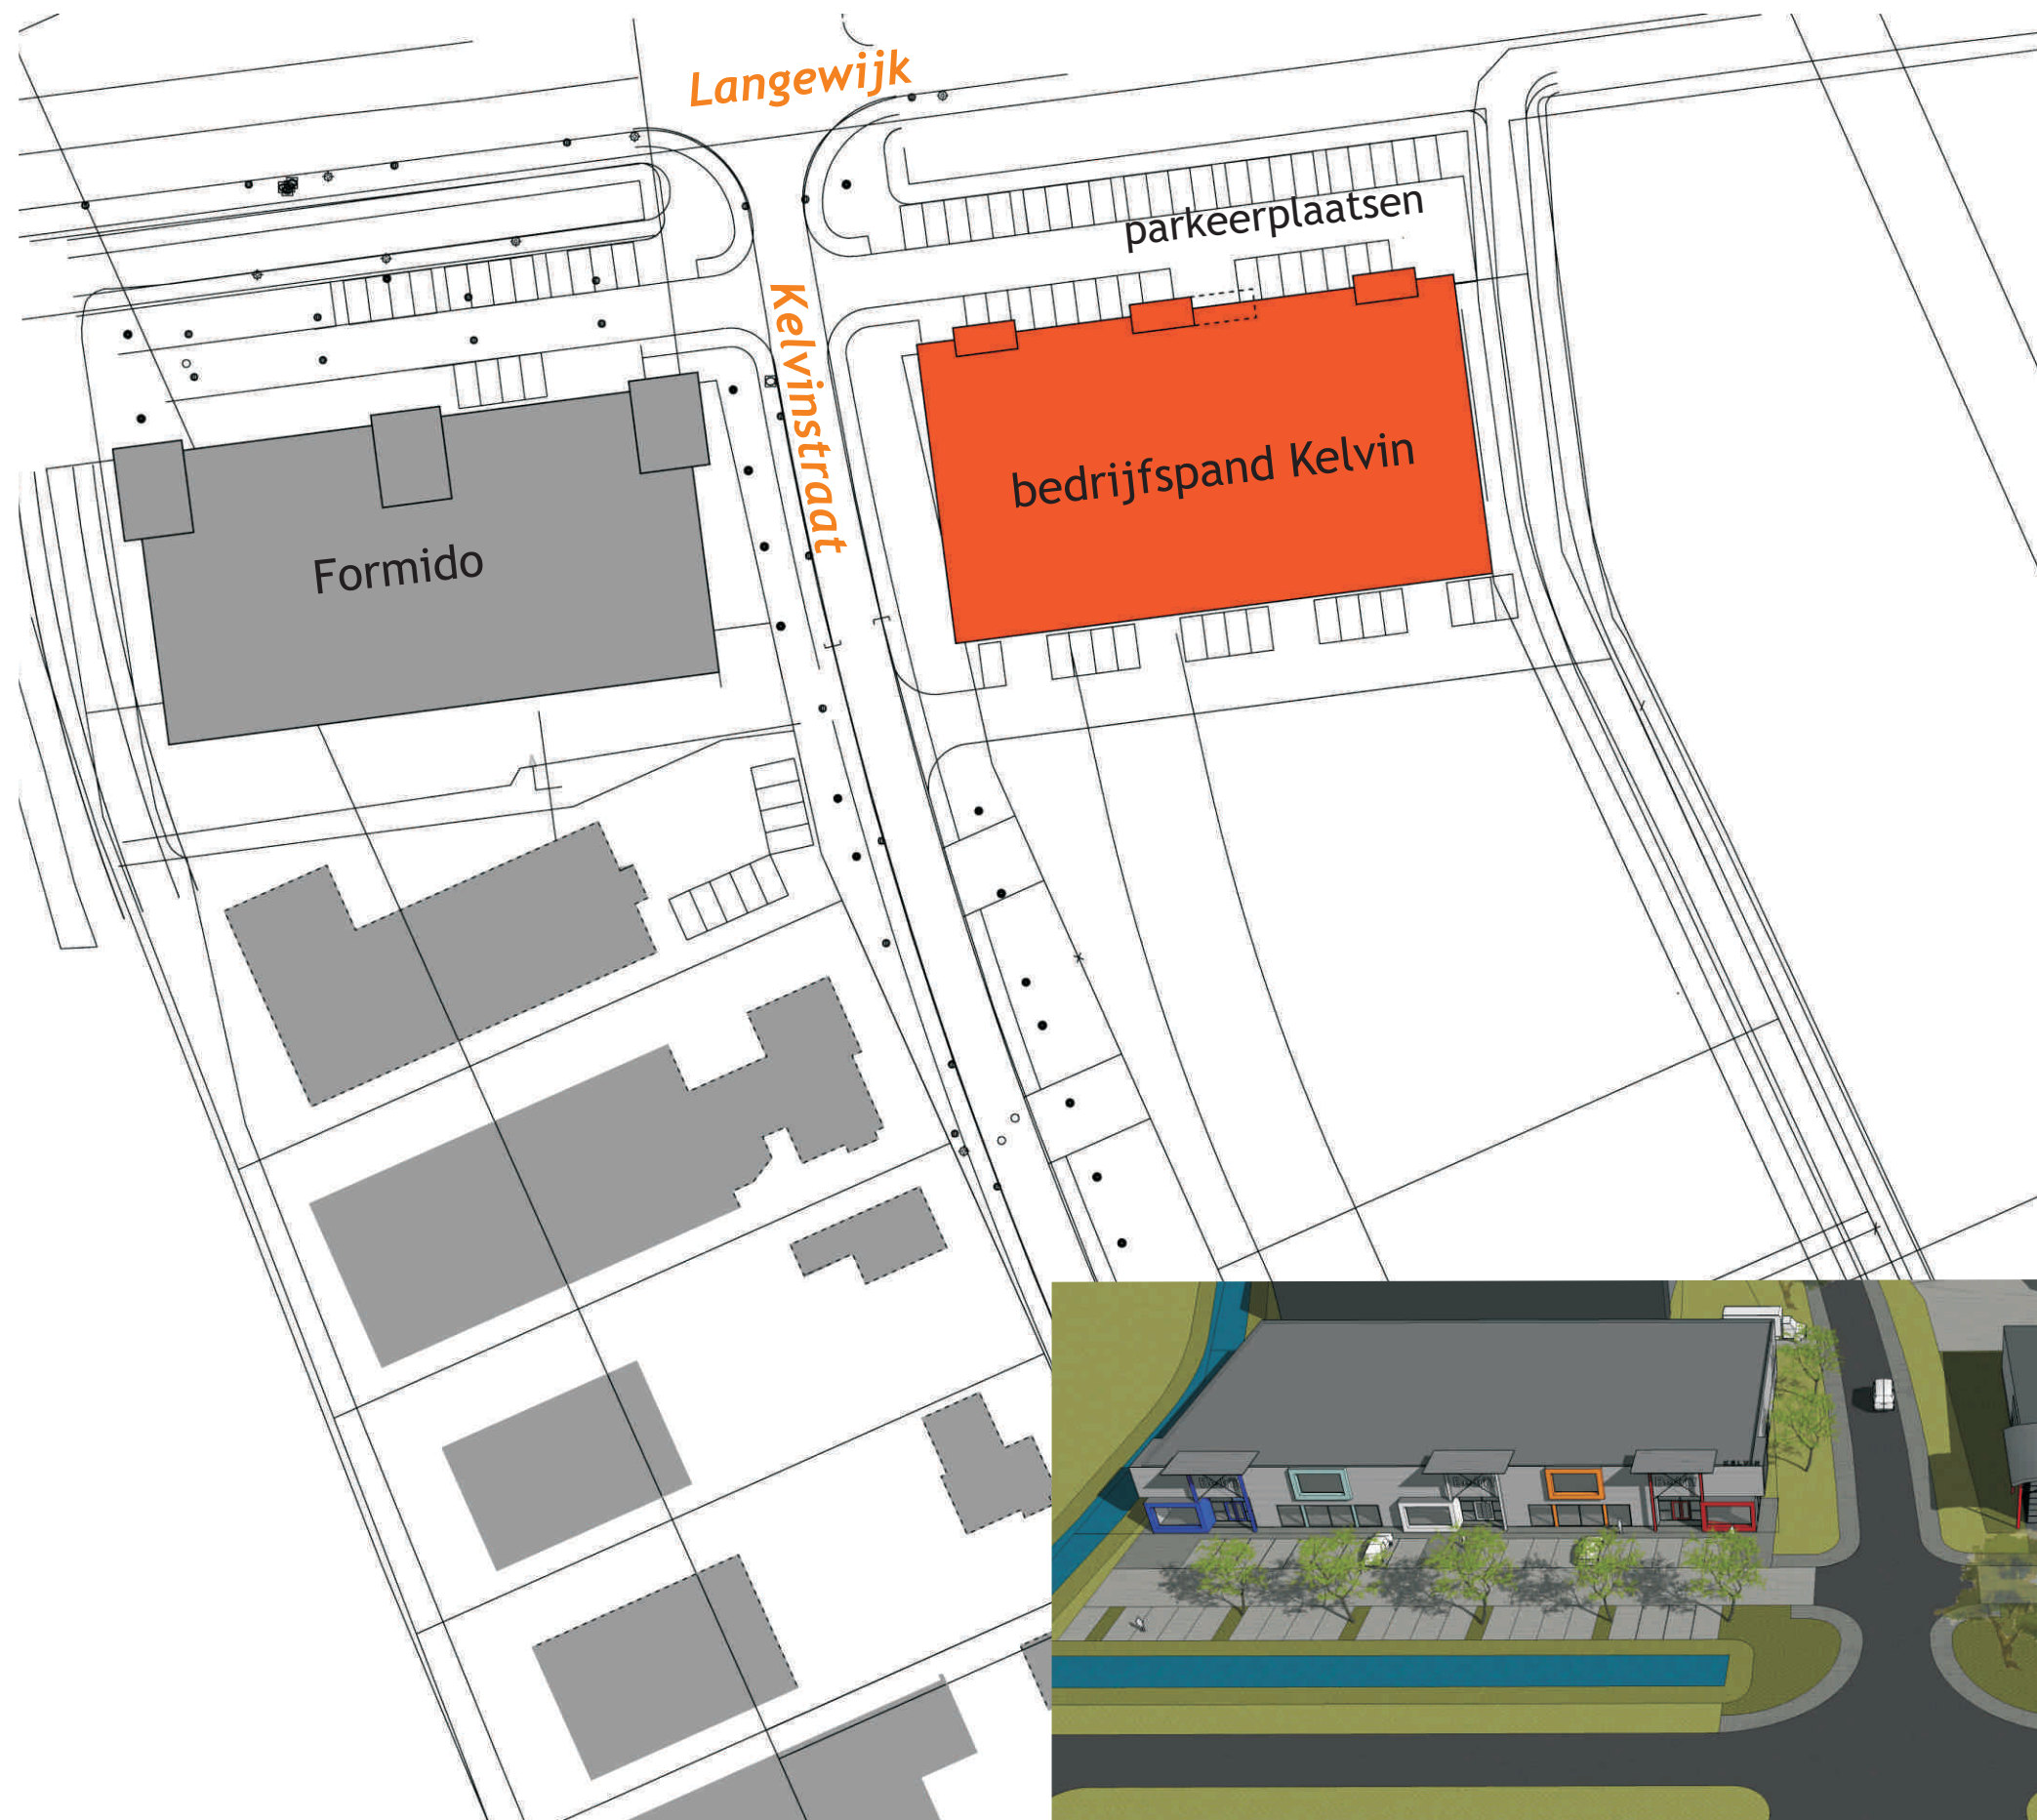 Langewijk
parkeerplaatsen
Kelvinstraat
bedrijfspand Kelvin
Formido
KELVIN